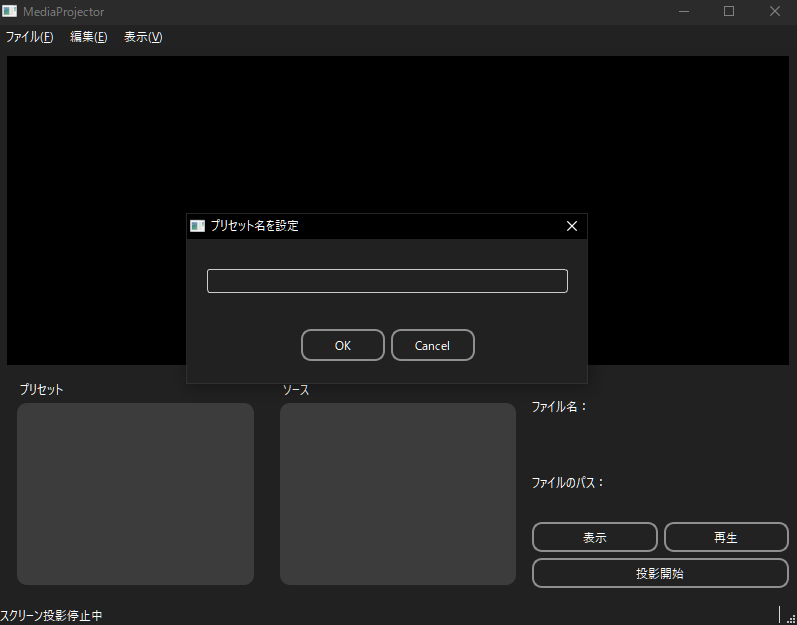 MediaProjector
ファイル(F) 編集(E) 表示(V)
プリセット名を設定
OK Cancel
プリセット
ソース
ファイル名：
ファイルのパス：
表示 再生
投影開始
スクリーン投影停止中